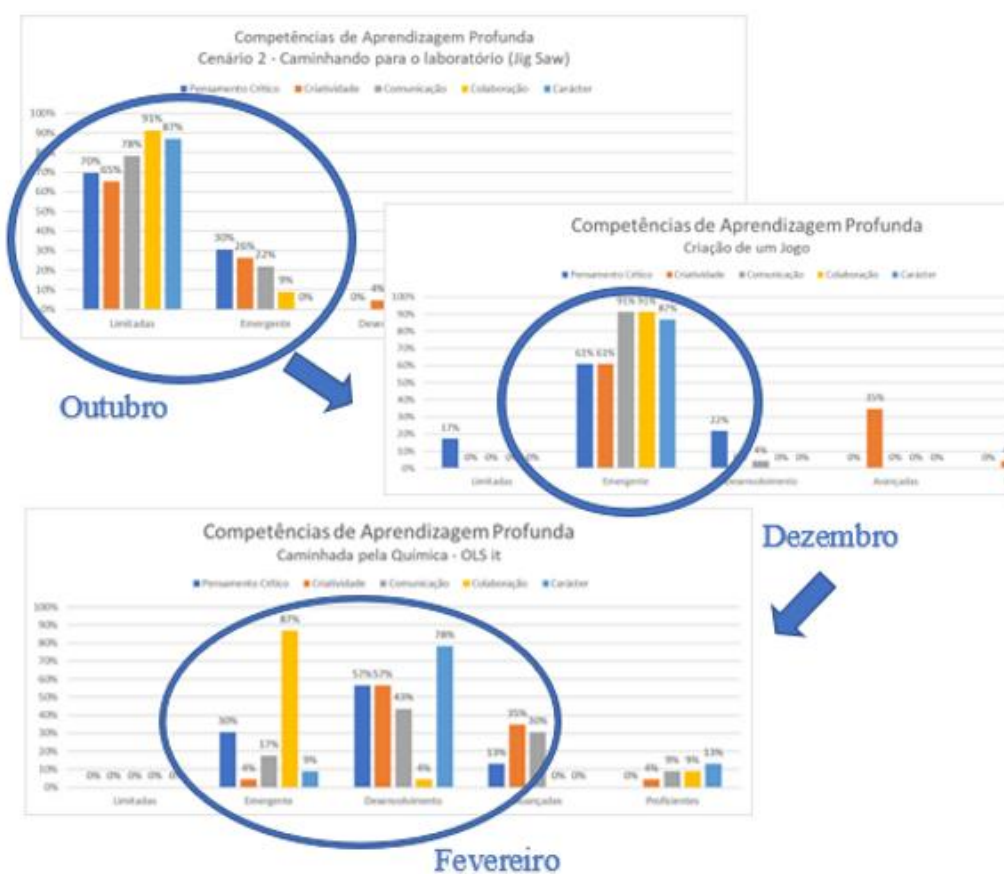 Competências de Aprendizagem Profunda
Cenário 2 - Caminhando para o laboratório (Jig Saw)
Pensamento Crítico Criatividade Comunicação Colaboração Carácter
100%
90%
80%
70%
60%
50%
40%
30%
20%
10%
0%
70% 65% 78% 91% 87%
30% 26% 22% 9% 0%
0% 4%
Limitadas Emergente
Outubro
Competências de Aprendizagem Profunda
Criação de um Jogo
Pensamento Crítico Criatividade Comunicação Colaboração Carácter
100%
90%
80%
70%
60%
50%
40%
30%
20%
10%
0%
17% 0% 0% 0% 0%
61% 61% 91% 91% 87%
22% 4% 0% 0%
0% 35% 0% 0% 0%
0%
Limitadas Emergente Desenvolvimento Avançadas
Dezembro
Competências de Aprendizagem Profunda
Caminhada pela Química - OLS it
Pensamento Crítico Criatividade Comunicação Colaboração Carácter
100%
90%
80%
70%
60%
50%
40%
30%
20%
10%
0%
0% 0% 0% 0% 0%
30% 4% 17% 87% 9%
57% 57% 43% 4% 78%
13% 35% 30% 0% 0%
0% 4% 9% 9% 13%
Limitadas Emergente Desenvolvimento Avançadas Proficientes
Fevereiro